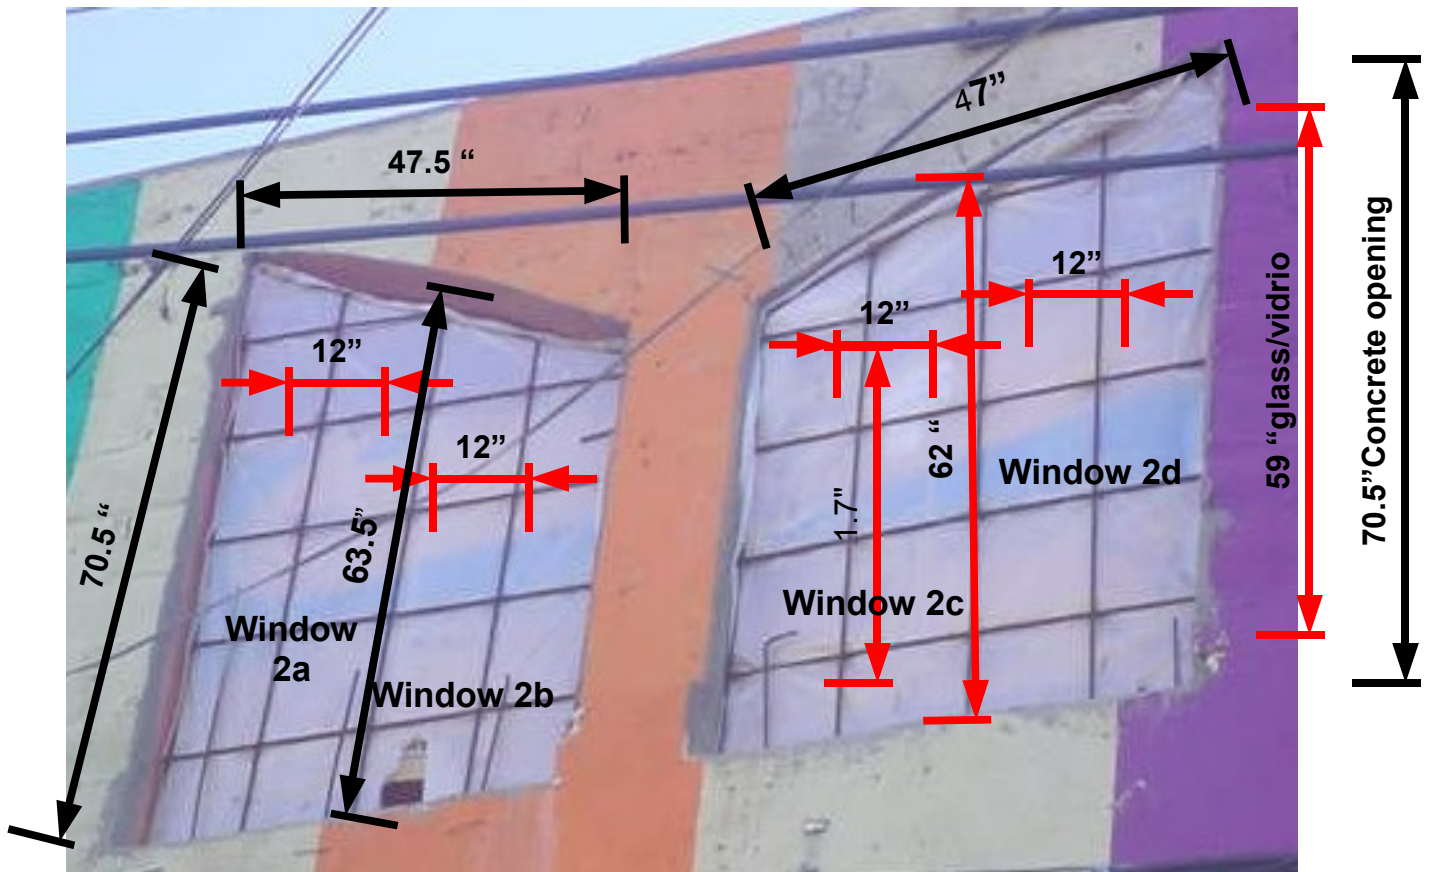 47"
47.5 “
12”
12”
12”
12”
70.5 “
63.5”
62 “
1.7"
59 “glass/vidrio
70.5”Concrete opening
Window 2d
Window 2c
Window
2a
Window 2b